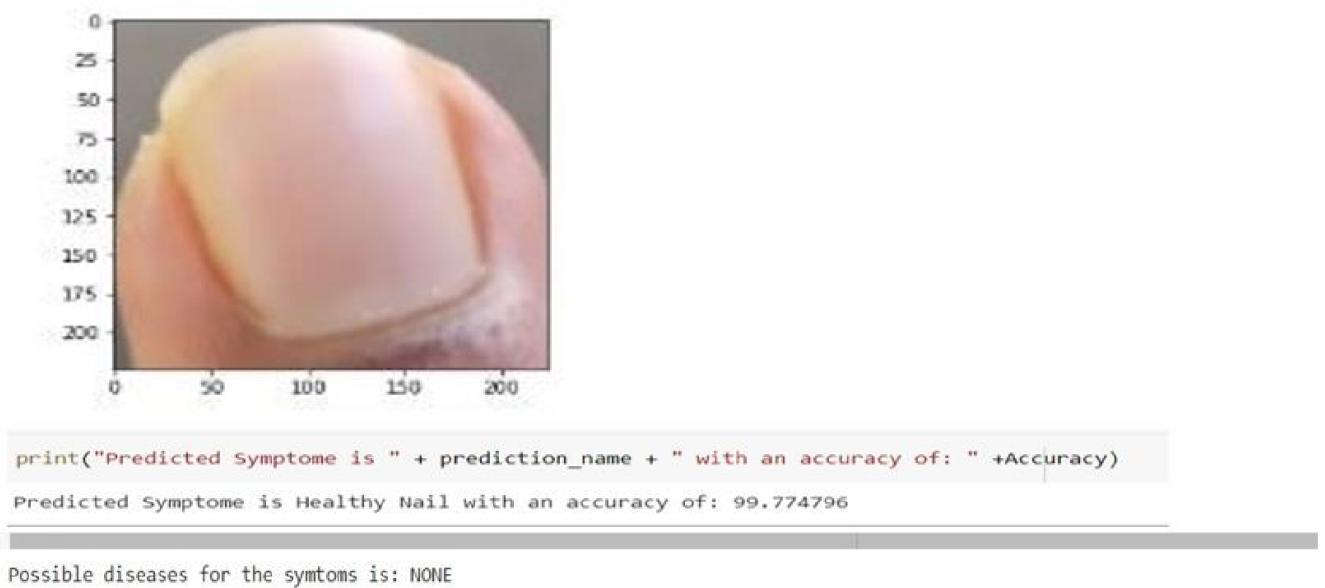 0
25
50
75
100
125
150
175
200
0 50 100 150 200
print("Predicted Symptome is " + prediction_name + " with an accuracy of: " +Accuracy)
Predicted Symptome is Healthy Nail with an accuracy of: 99.774796
Possible diseases for the symtoms is: NONE